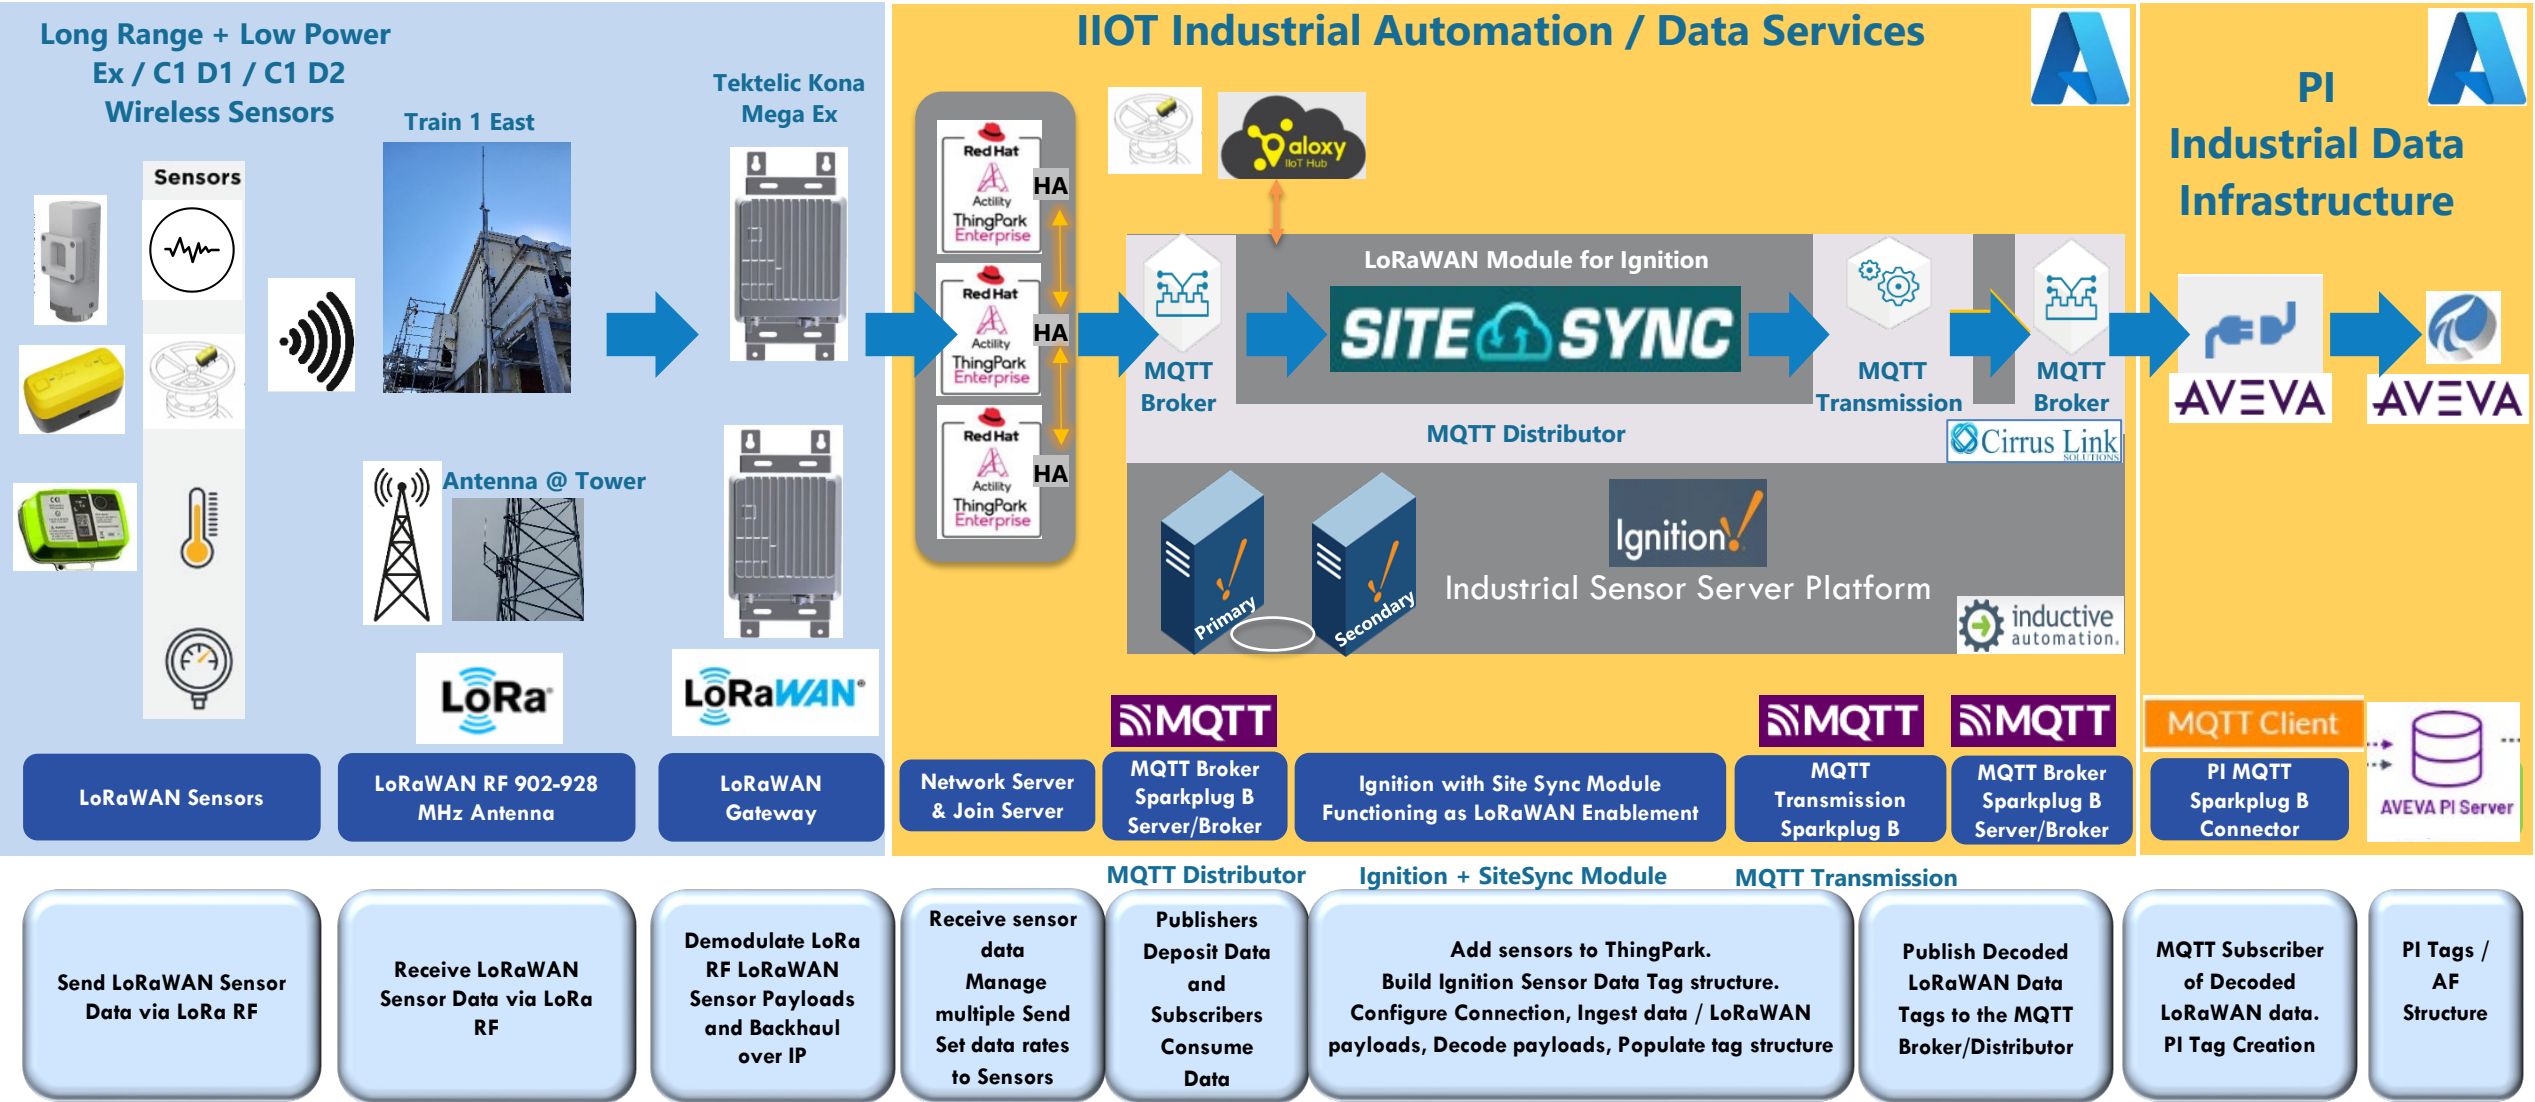 Long Range + Low Power
Ex / C1 D1 / C1 D2
Wireless Sensors
Train 1 East
Tektelic Kona
Mega Ex
Sensors
Antenna @ Tower
LoRa
LoRaWAN
LoRaWAN Sensors
LoRaWAN RF 902-928
MHz Antenna
LoRaWAN
Gateway
IIOT Industrial Automation / Data Services
Red Hat
Actility
ThingPark
Enterprise
HA
Red Hat
Actility
ThingPark
Enterprise
HA
Red Hat
Actility
ThingPark
Enterprise
HA
aloxy
IIoT Hub
MQTT
Broker
LoRaWAN Module for Ignition
SITE SYNC
MQTT
Transmission
MQTT
Broker
MQTT Distributor
Cirrus Link
SOLUTIONS
Primary
Secondary
Ignition!
Industrial Sensor Server Platform
inductive
automation.
MQTT
MQTT
MQTT
Network Server
& Join Server
MQTT Broker
Sparkplug B
Server/Broker
Ignition with Site Sync Module
Functioning as LoRaWAN Enablement
MQTT
Transmission
Sparkplug B
MQTT Broker
Sparkplug B
Server/Broker
PI
Industrial Data
Infrastructure
AVEVA
AVEVA
MQTT Client
PI MQTT
Sparkplug B
Connector
AVEVA PI Server
MQTT Distributor
Ignition + SiteSync Module
MQTT Transmission
Send LoRaWAN Sensor
Data via LoRa RF
Receive LoRaWAN
Sensor Data via LoRa
RF
Demodulate LoRa
RF LoRaWAN
Sensor Payloads
and Backhaul
over IP
Receive sensor
data
Manage
multiple Send
Set data rates
to Sensors
Publishers
Deposit Data
and
Subscribers
Consume
Data
Add sensors to ThingPark.
Build Ignition Sensor Data Tag structure.
Configure Connection, Ingest data / LoRaWAN
payloads, Decode payloads, Populate tag structure
Publish Decoded
LoRaWAN Data
Tags to the MQTT
Broker/Distributor
MQTT Subscriber
of Decoded
LoRaWAN data.
PI Tag Creation
PI Tags /
AF
Structure